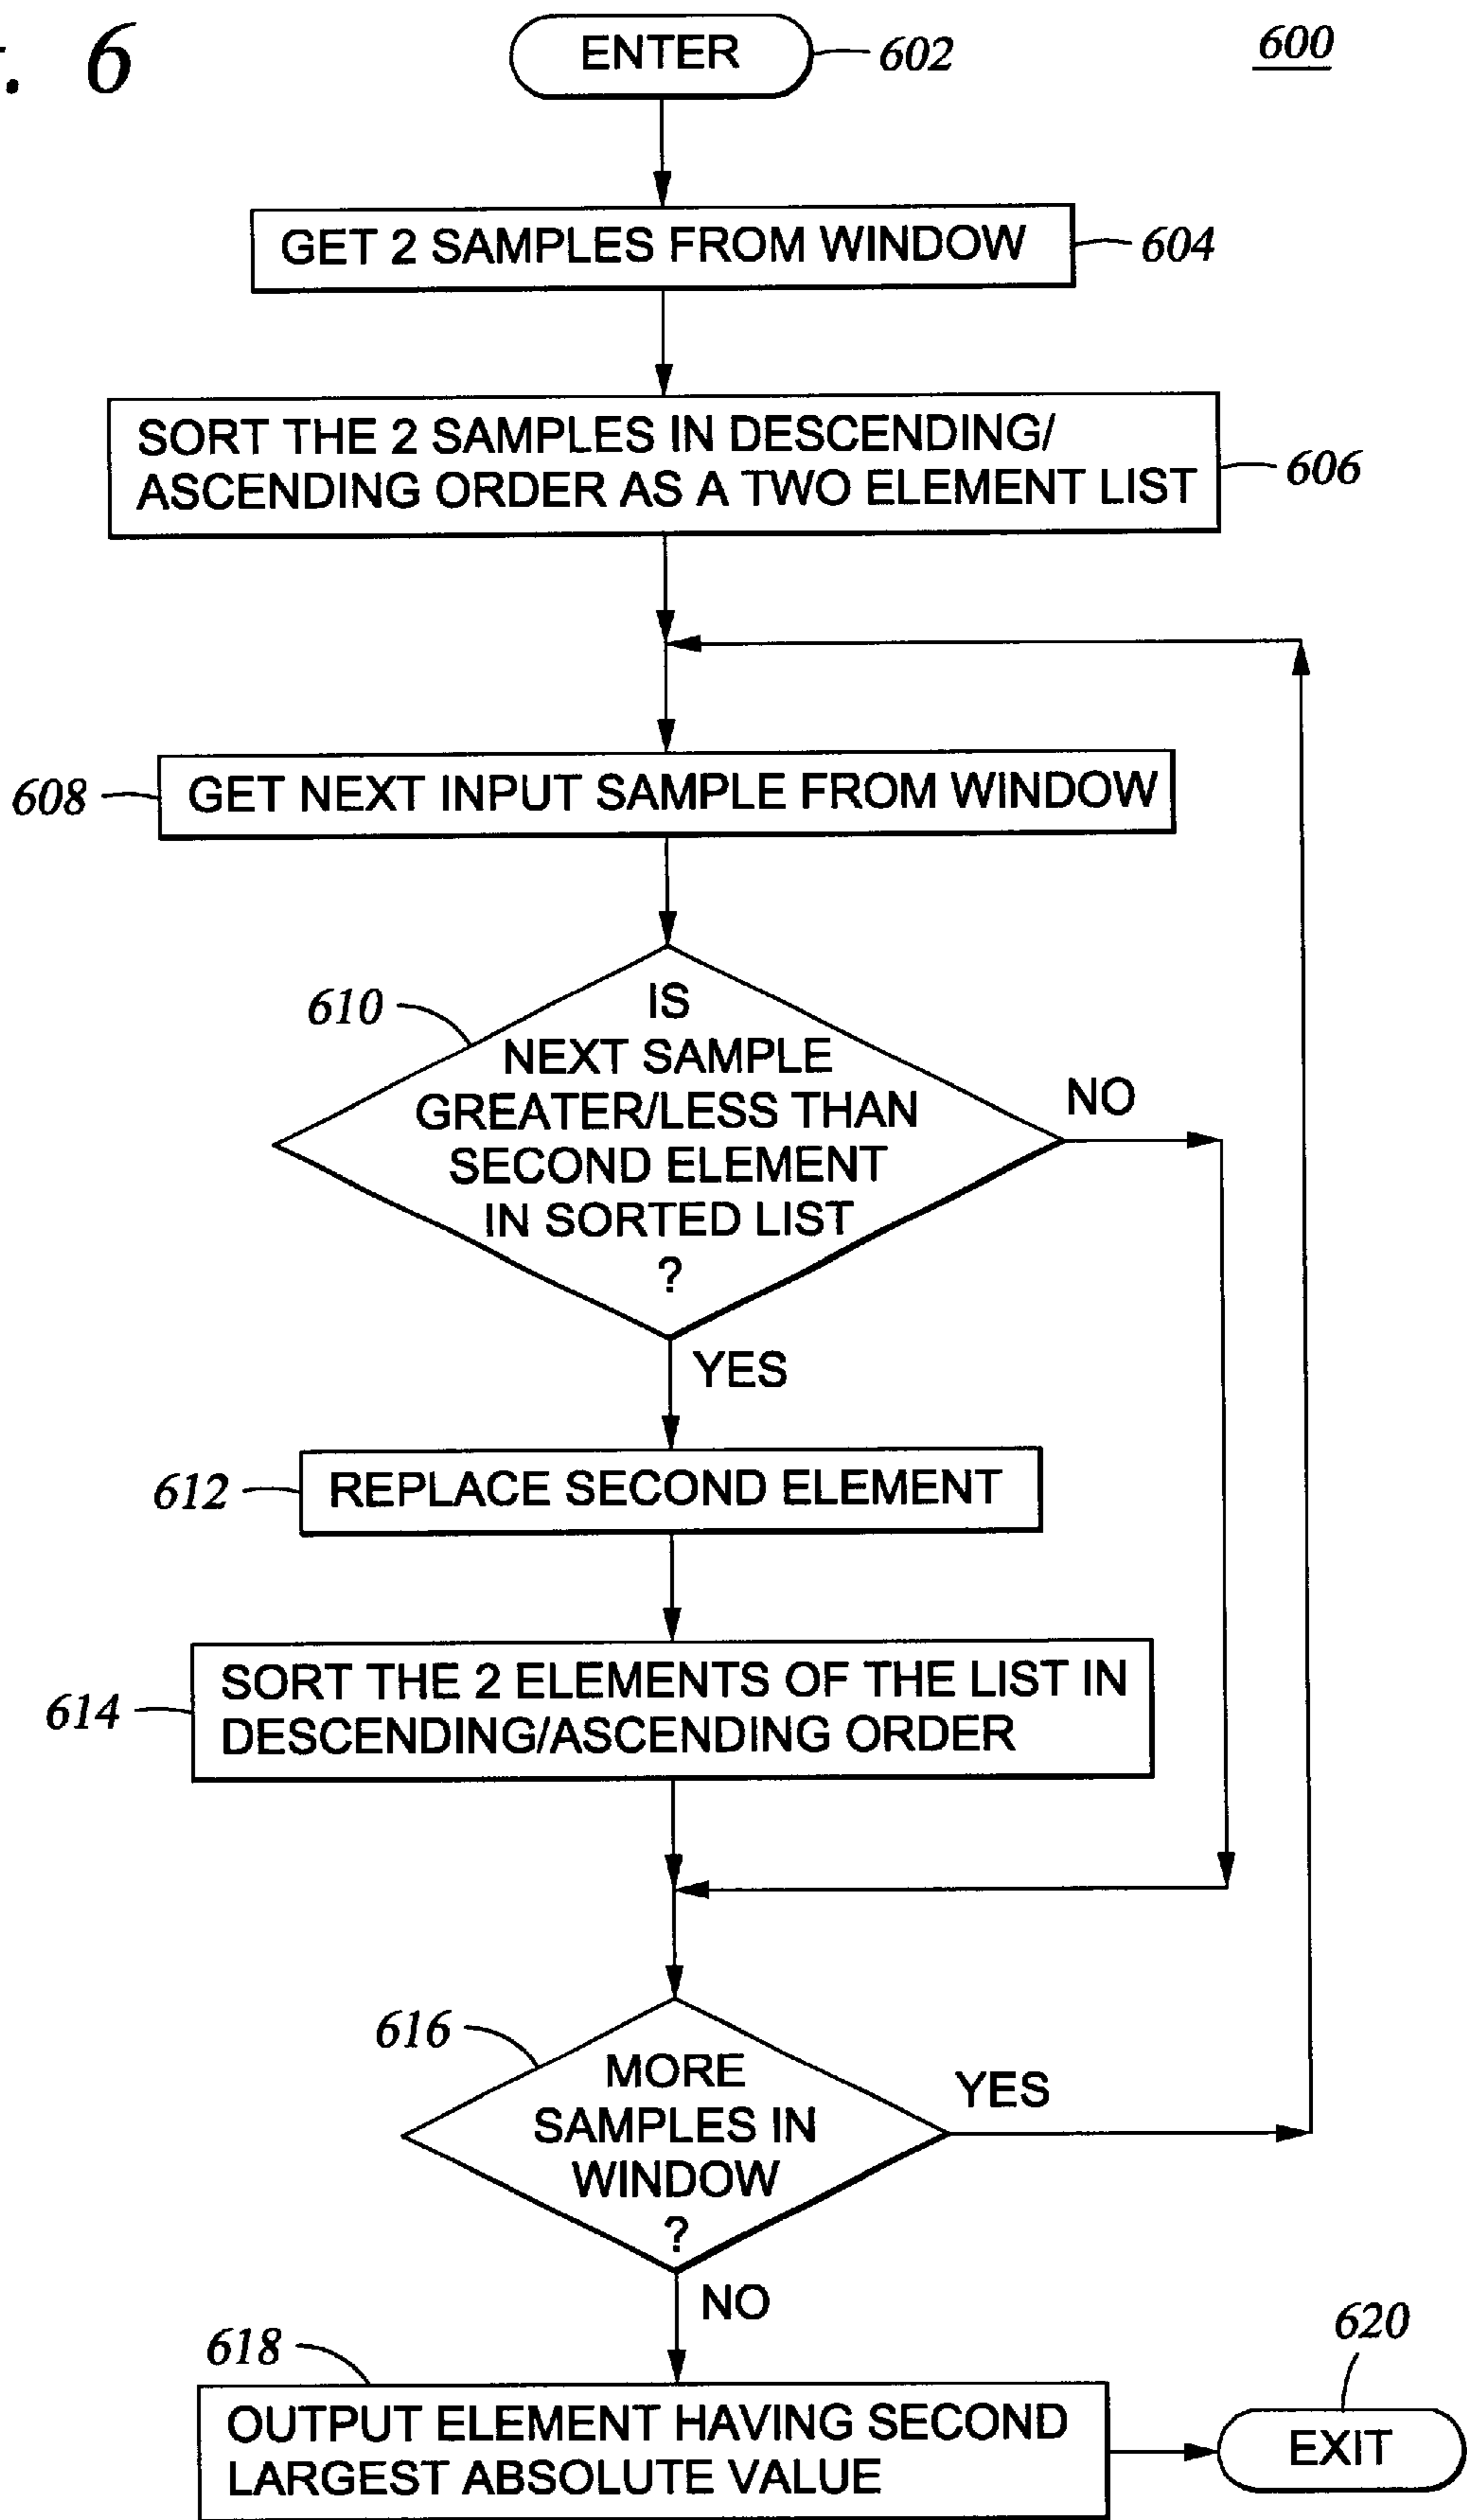 . 6
600
ENTER
602
GET 2 SAMPLES FROM WINDOW
604
SORT THE 2 SAMPLES IN DESCENDING/
ASCENDING ORDER AS A TWO ELEMENT LIST
606
608
GET NEXT INPUT SAMPLE FROM WINDOW
610
IS
NEXT SAMPLE
GREATER/LESS THAN
SECOND ELEMENT
IN SORTED LIST
?
NO
YES
612
REPLACE SECOND ELEMENT
614
SORT THE 2 ELEMENTS OF THE LIST IN
DESCENDING/ASCENDING ORDER
616
MORE
SAMPLES IN
WINDOW
?
YES
NO
618
OUTPUT ELEMENT HAVING SECOND
LARGEST ABSOLUTE VALUE
620
EXIT